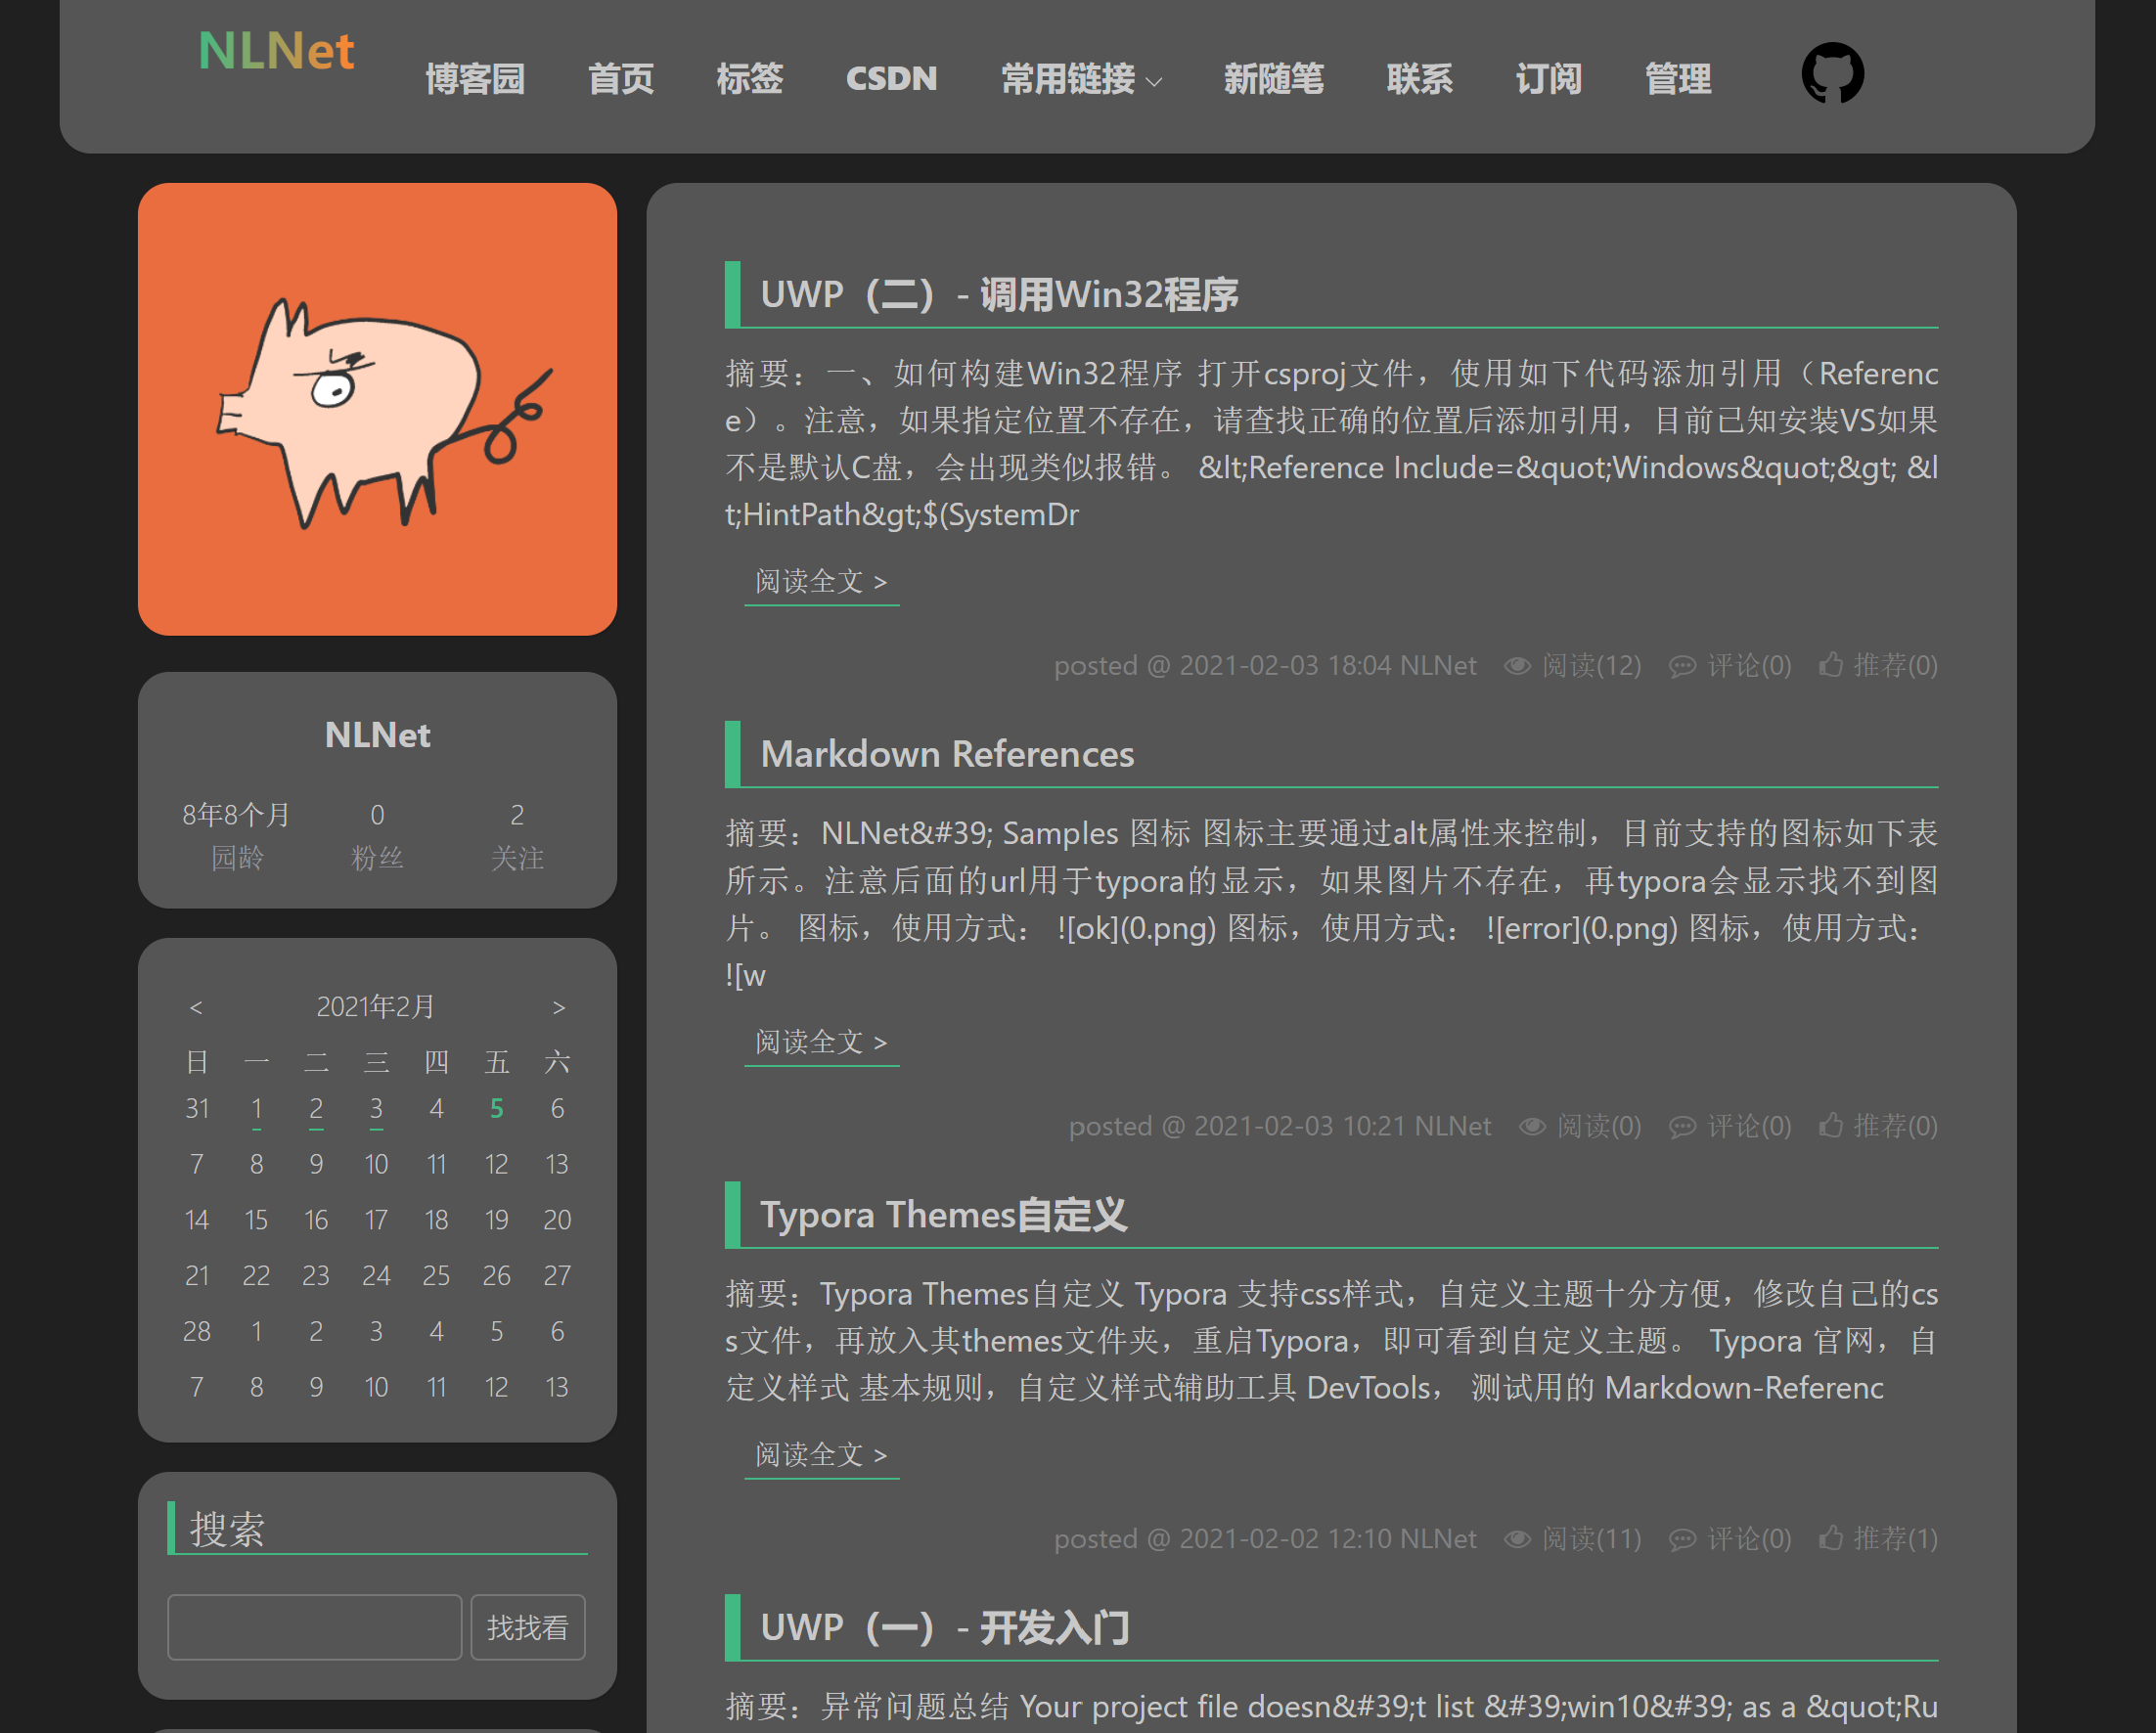 NLNet
博客园 首页 标签 CSDN 常用链接 新随笔 联系 订阅 管理
NLNet
8年8个月 0 2
园龄 粉丝 关注
< 2021年2月 >
日 一 二 三 四 五 六
31 1 2 3 4 5 6
7 8 9 10 11 12 13
14 15 16 17 18 19 20
21 22 23 24 25 26 27
28 1 2 3 4 5 6
7 8 9 10 11 12 13
搜索
找找看
UWP（二）- 调用Win32程序
摘要：一、如何构建Win32程序 打开csproj文件，使用如下代码添加引用（Referenc
e）。注意，如果指定位置不存在，请查找正确的位置后添加引用，目前已知安装VS如果
不是默认C盘，会出现类似报错。 &lt;Reference Include=&quot;Windows&quot;&gt; &l
t;HintPath&gt;$(SystemDr
阅读全文 >
posted @ 2021-02-03 18:04 NLNet 阅读(12) 评论(0) 推荐(0)
Markdown References
摘要：NLNet&#39; Samples 图标 图标主要通过alt属性来控制，目前支持的图标如下表
所示。注意后面的url用于typora的显示，如果图片不存在，再typora会显示找不到图
片。 图标，使用方式： ![ok](0.png) 图标，使用方式： ![error](0.png) 图标，使用方式：
![w
阅读全文 >
posted @ 2021-02-03 10:21 NLNet 阅读(0) 评论(0) 推荐(0)
Typora Themes自定义
摘要：Typora Themes自定义 Typora 支持css样式，自定义主题十分方便，修改自己的cs
s文件，再放入其themes文件夹，重启Typora，即可看到自定义主题。 Typora 官网，自
定义样式 基本规则，自定义样式辅助工具 DevTools， 测试用的 Markdown-Referenc
阅读全文 >
posted @ 2021-02-02 12:10 NLNet 阅读(11) 评论(0) 推荐(1)
UWP（一）- 开发入门
摘要：异常问题总结 Your project file doesn&#39;t list &#39;win10&#39; as a &quot;Ru